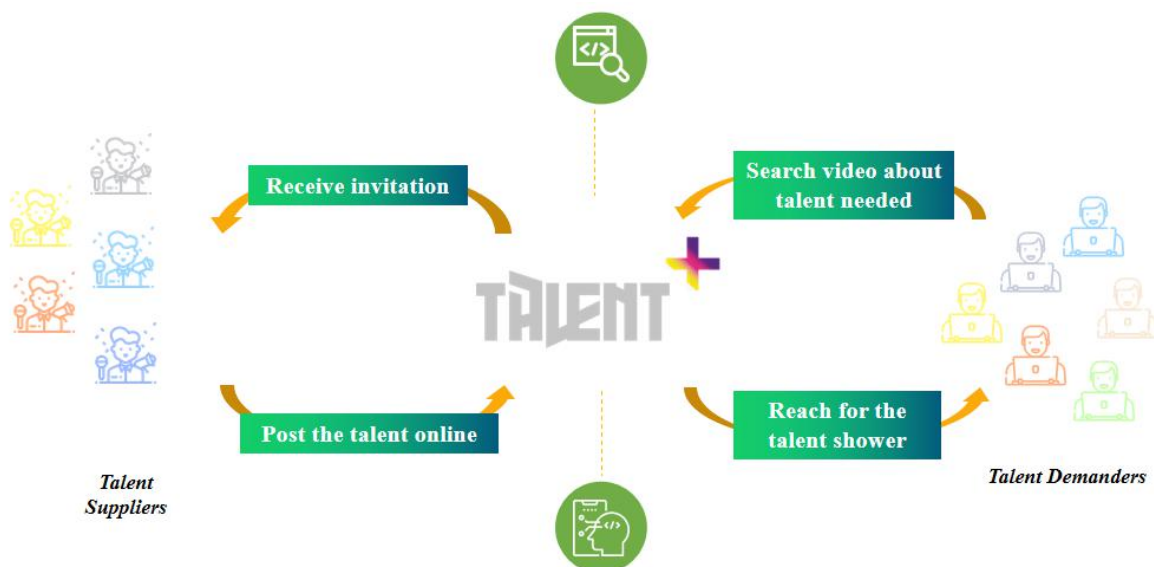 </>
Receive invitation
Search video about
talent needed
TALENT
Post the talent online
Reach for the
talent shower
Talent
Suppliers
Talent Demanders
</>